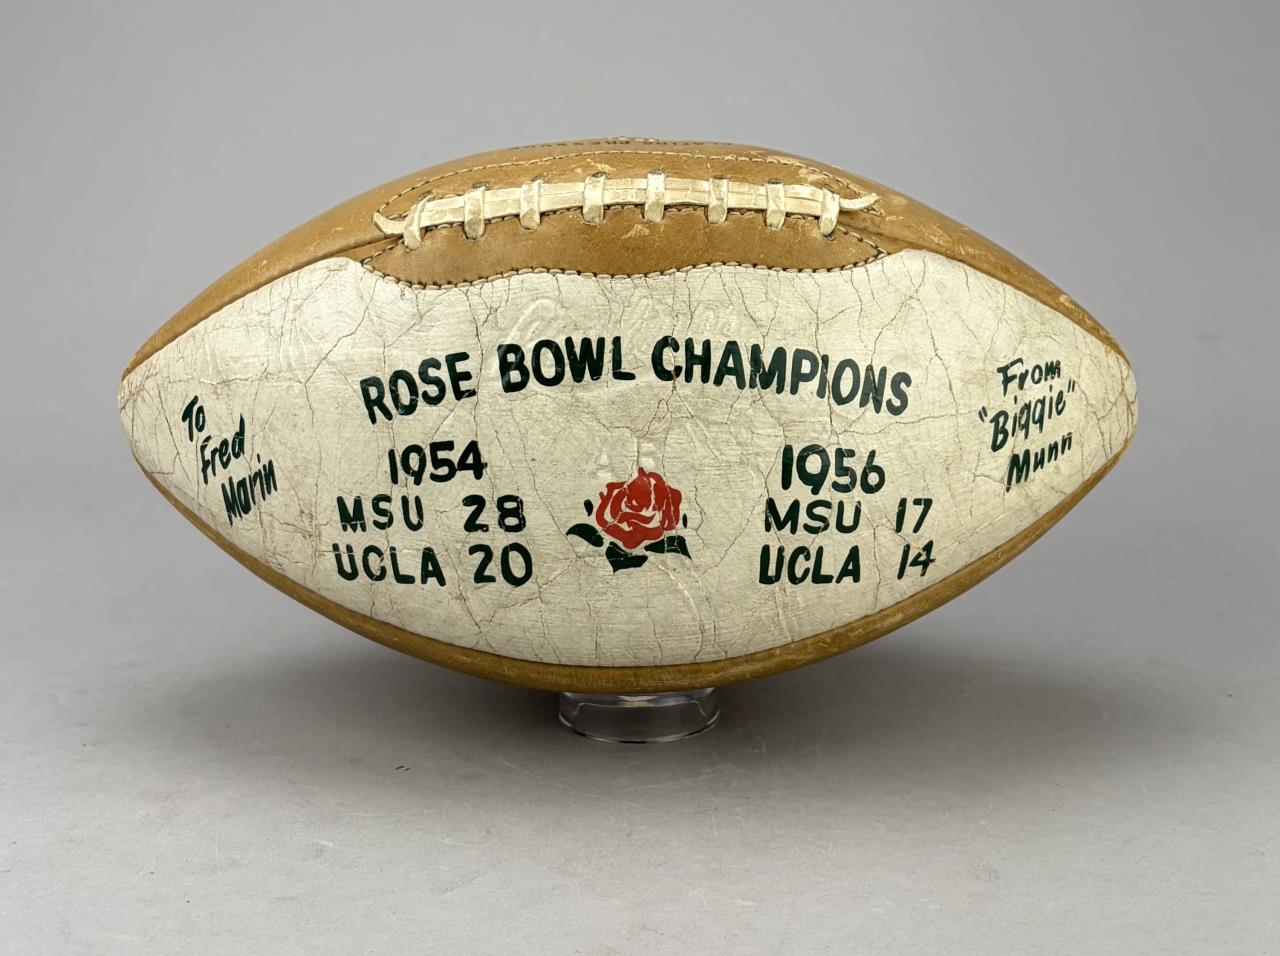 ROSE BOWL CHAMPIONS
To
Fred
Marin
From
"Biggie"
Munn
1954
MSU 28
UCLA 20
1956
MSU 17
UCLA 14